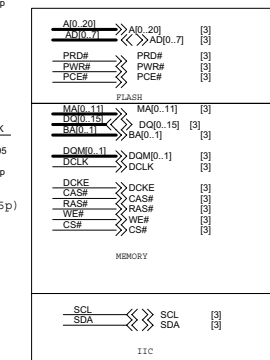 p
A[0..20] A[0..20] [3]
AD[0..7] AD[0..7] [3]
PRD# PRD# [3]
PWR# PWR# [3]
PCE# PCE# [3]
FLASH
MA[0..11] MA[0..11] [3]
DQ[0..15] DQ[0..15] [3]
BA[0..1] BA[0..1] [3]
K
DQM[0..1] DQM[0..1] [3]
05
DCLK DCLK [3]
p
DCKE DCKE [3]
CAS# CAS# [3]
RAS# RAS# [3]
5p)
WE# WE# [3]
CS# CS# [3]
MEMORY
SCL SCL [3]
SDA SDA [3]
IIC